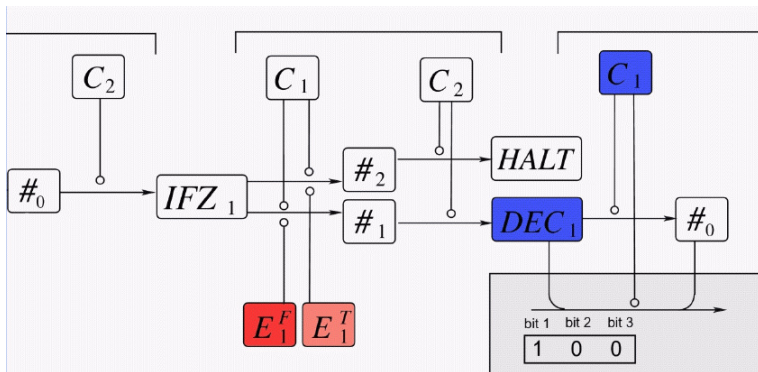 C₂ C₁ C₂ C₁
#₀ IFZ₁ #₂ HALT
#₁ DEC₁ #₀
E₁ᶠ E₁ᵀ
bit 1 bit 2 bit 3
1 0 0